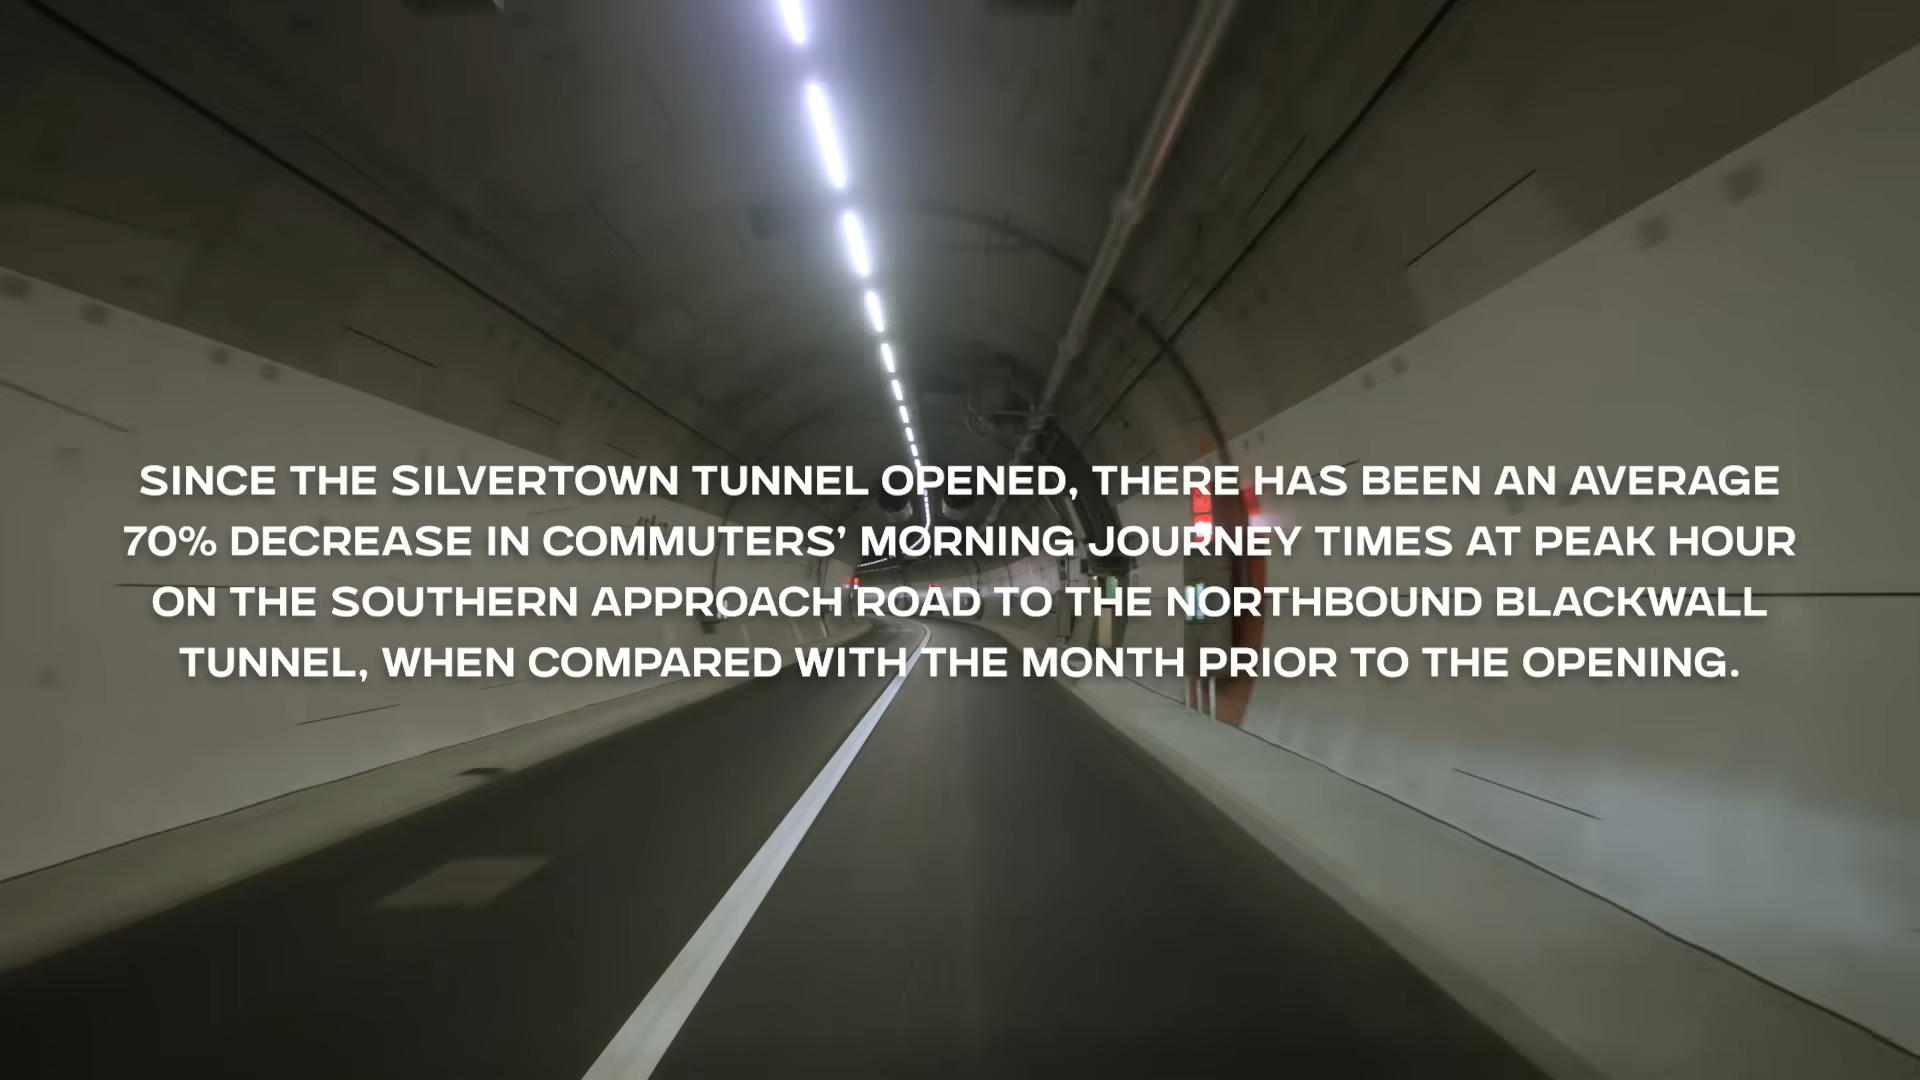 SINCE THE SILVERTOWN TUNNEL OPENED, THERE HAS BEEN AN AVERAGE
70% DECREASE IN COMMUTERS’ MORNING JOURNEY TIMES AT PEAK HOUR
ON THE SOUTHERN APPROACH ROAD TO THE NORTHBOUND BLACKWALL
TUNNEL, WHEN COMPARED WITH THE MONTH PRIOR TO THE OPENING.